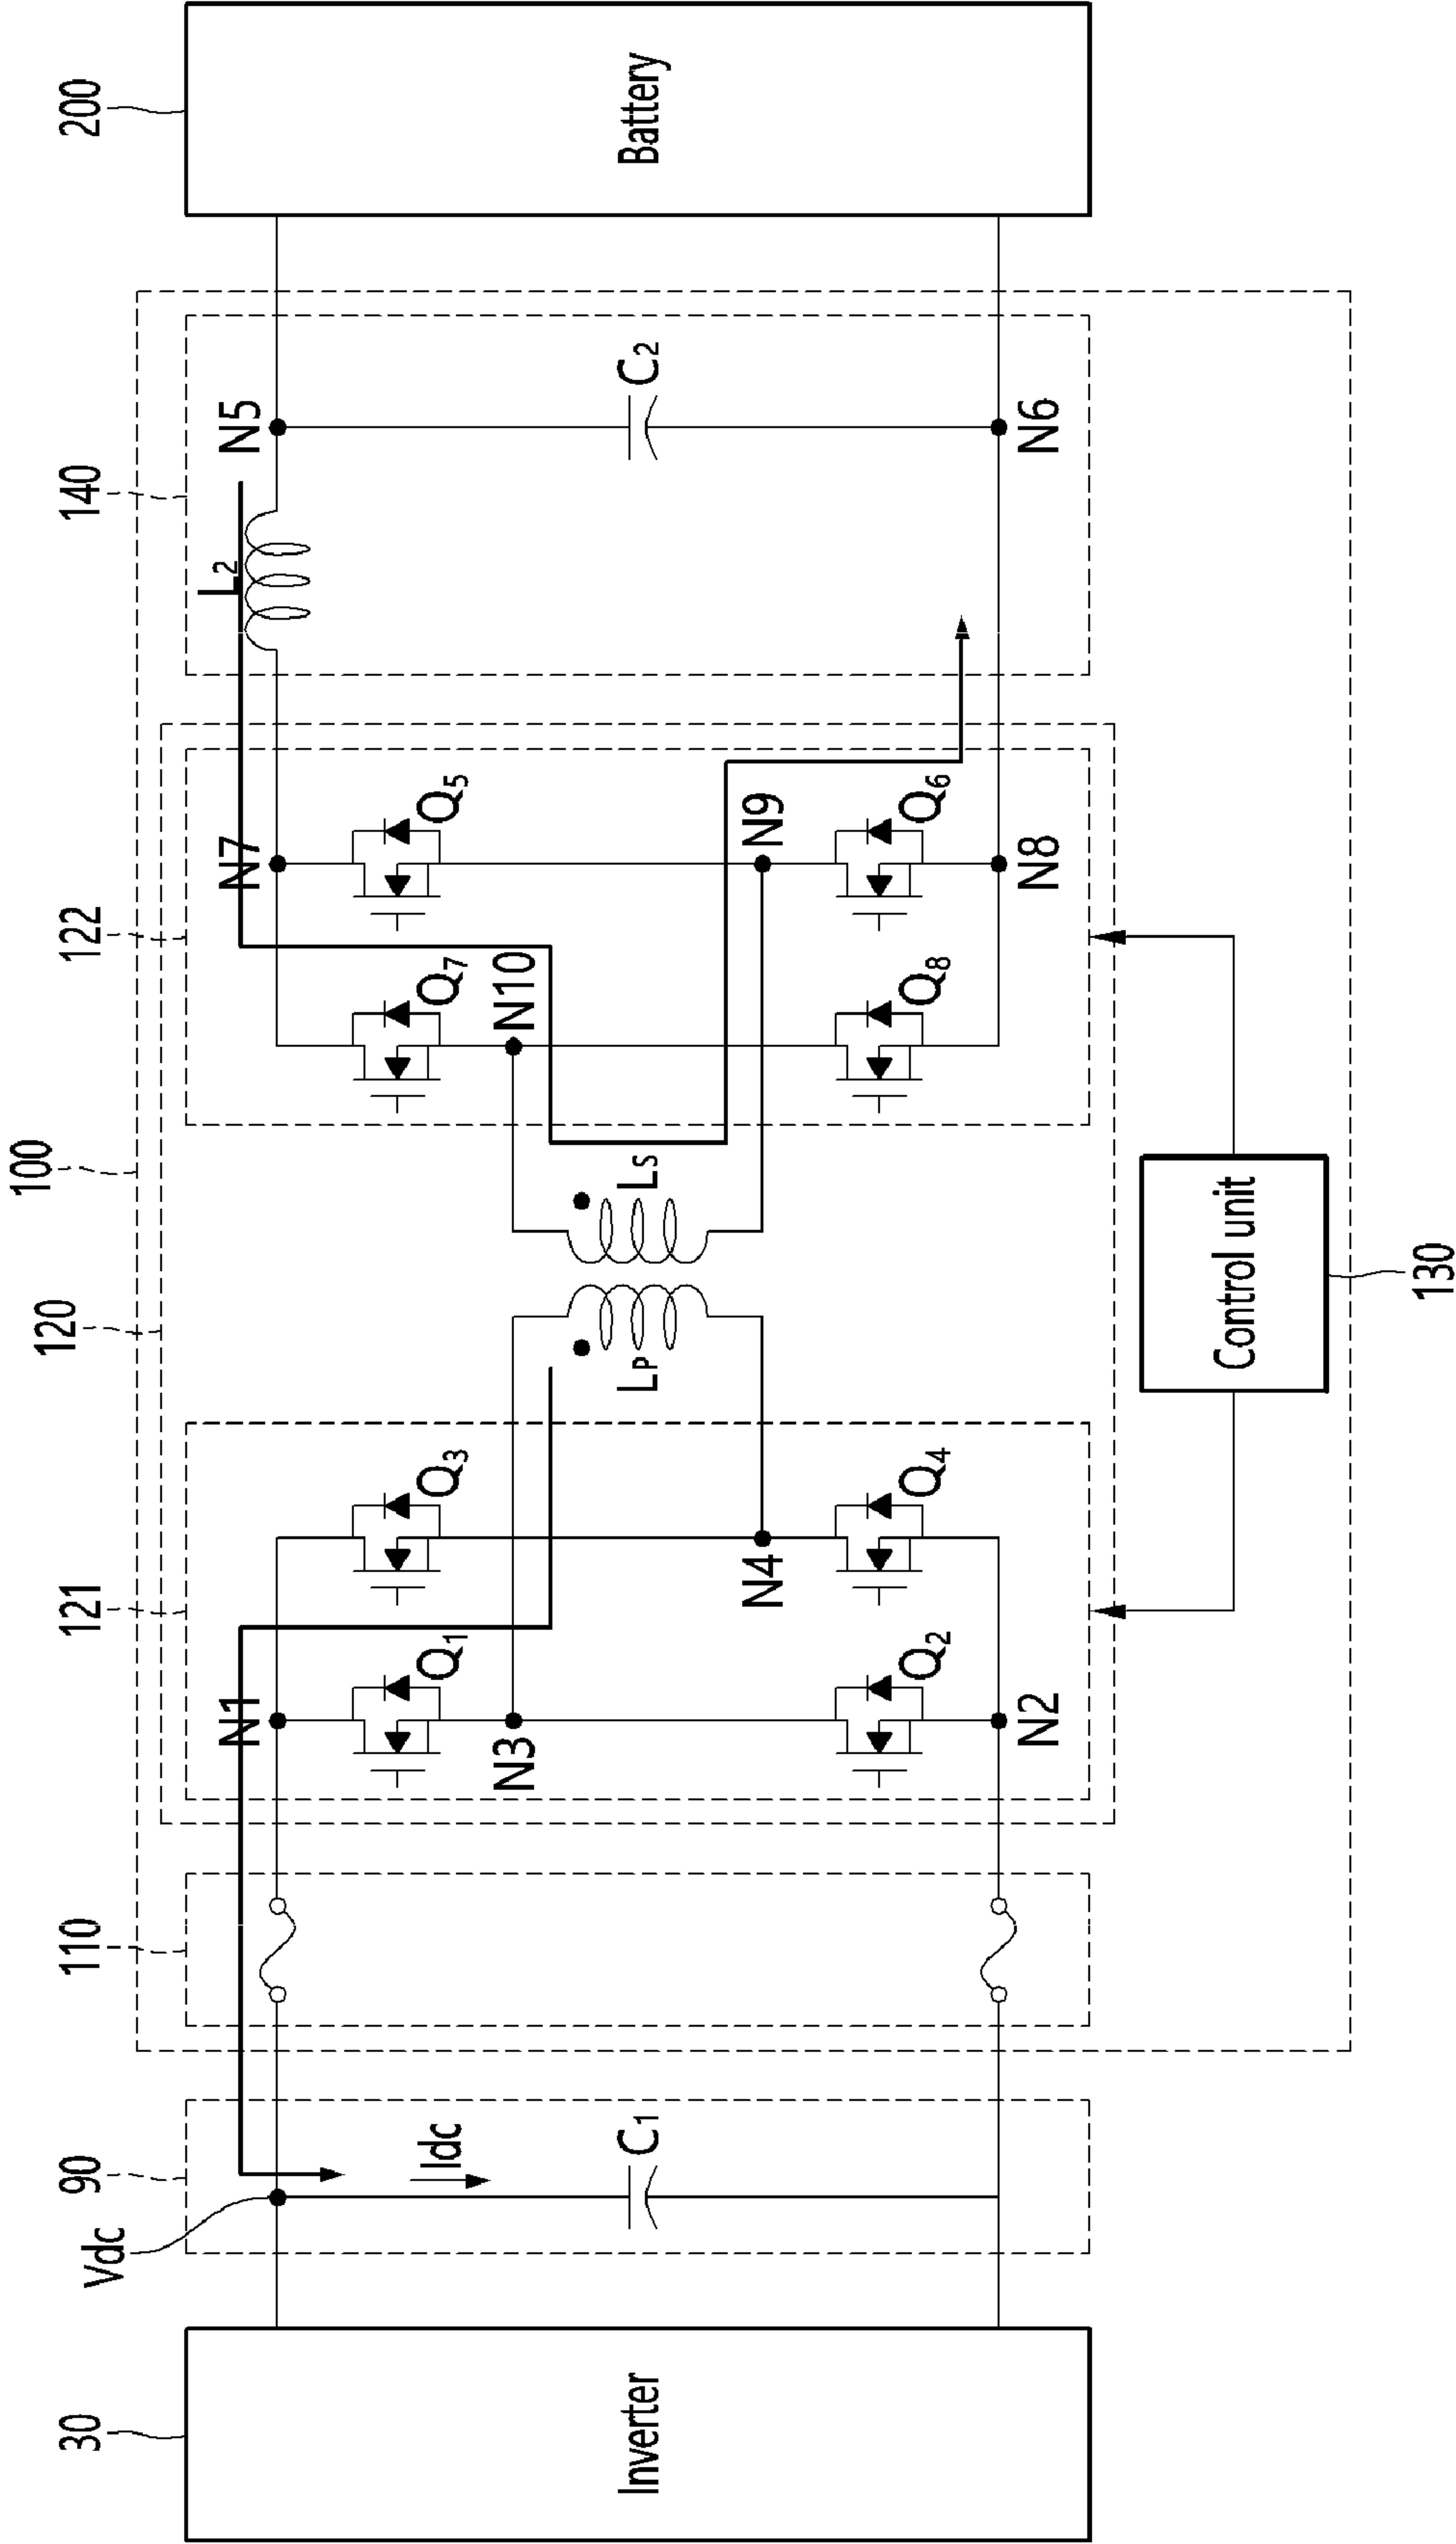 30
Inverter
Vdc
90
Idc
C1
110
100
120
121
N1
Q1
Q3
N3
N4
Q2
Q4
N2
LP
LS
122
N7
Q7
Q5
N10
N9
Q8
Q6
N8
140
L2
N5
C2
N6
200
Battery
Control unit
130